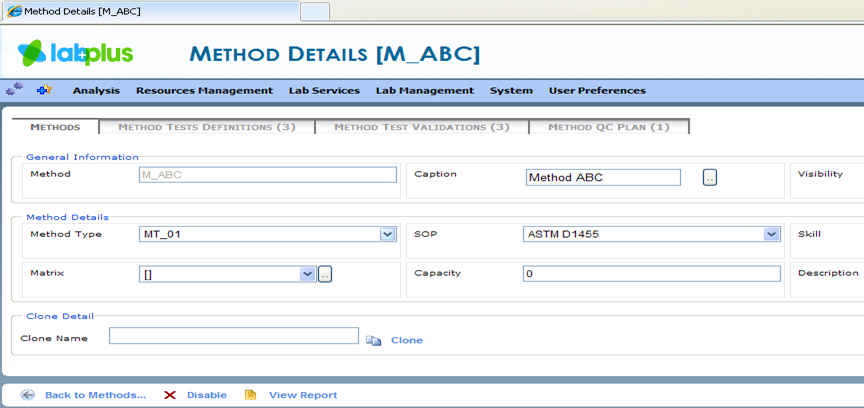 Method Details [M_ABC]
labplus METHOD DETAILS [M_ABC]
Analysis Resources Management Lab Services Lab Management System User Preferences
METHODS METHOD TESTS DEFINITIONS (3) METHOD TEST VALIDATIONS (3) METHOD QC PLAN (1)
General Information
Method M_ABC Caption Method ABC .. Visibility
Method Details
Method Type MT_01 SOP ASTM D1455 Skill
Matrix [] .. Capacity 0 Description
Clone Detail
Clone Name Clone
Back to Methods... Disable View Report